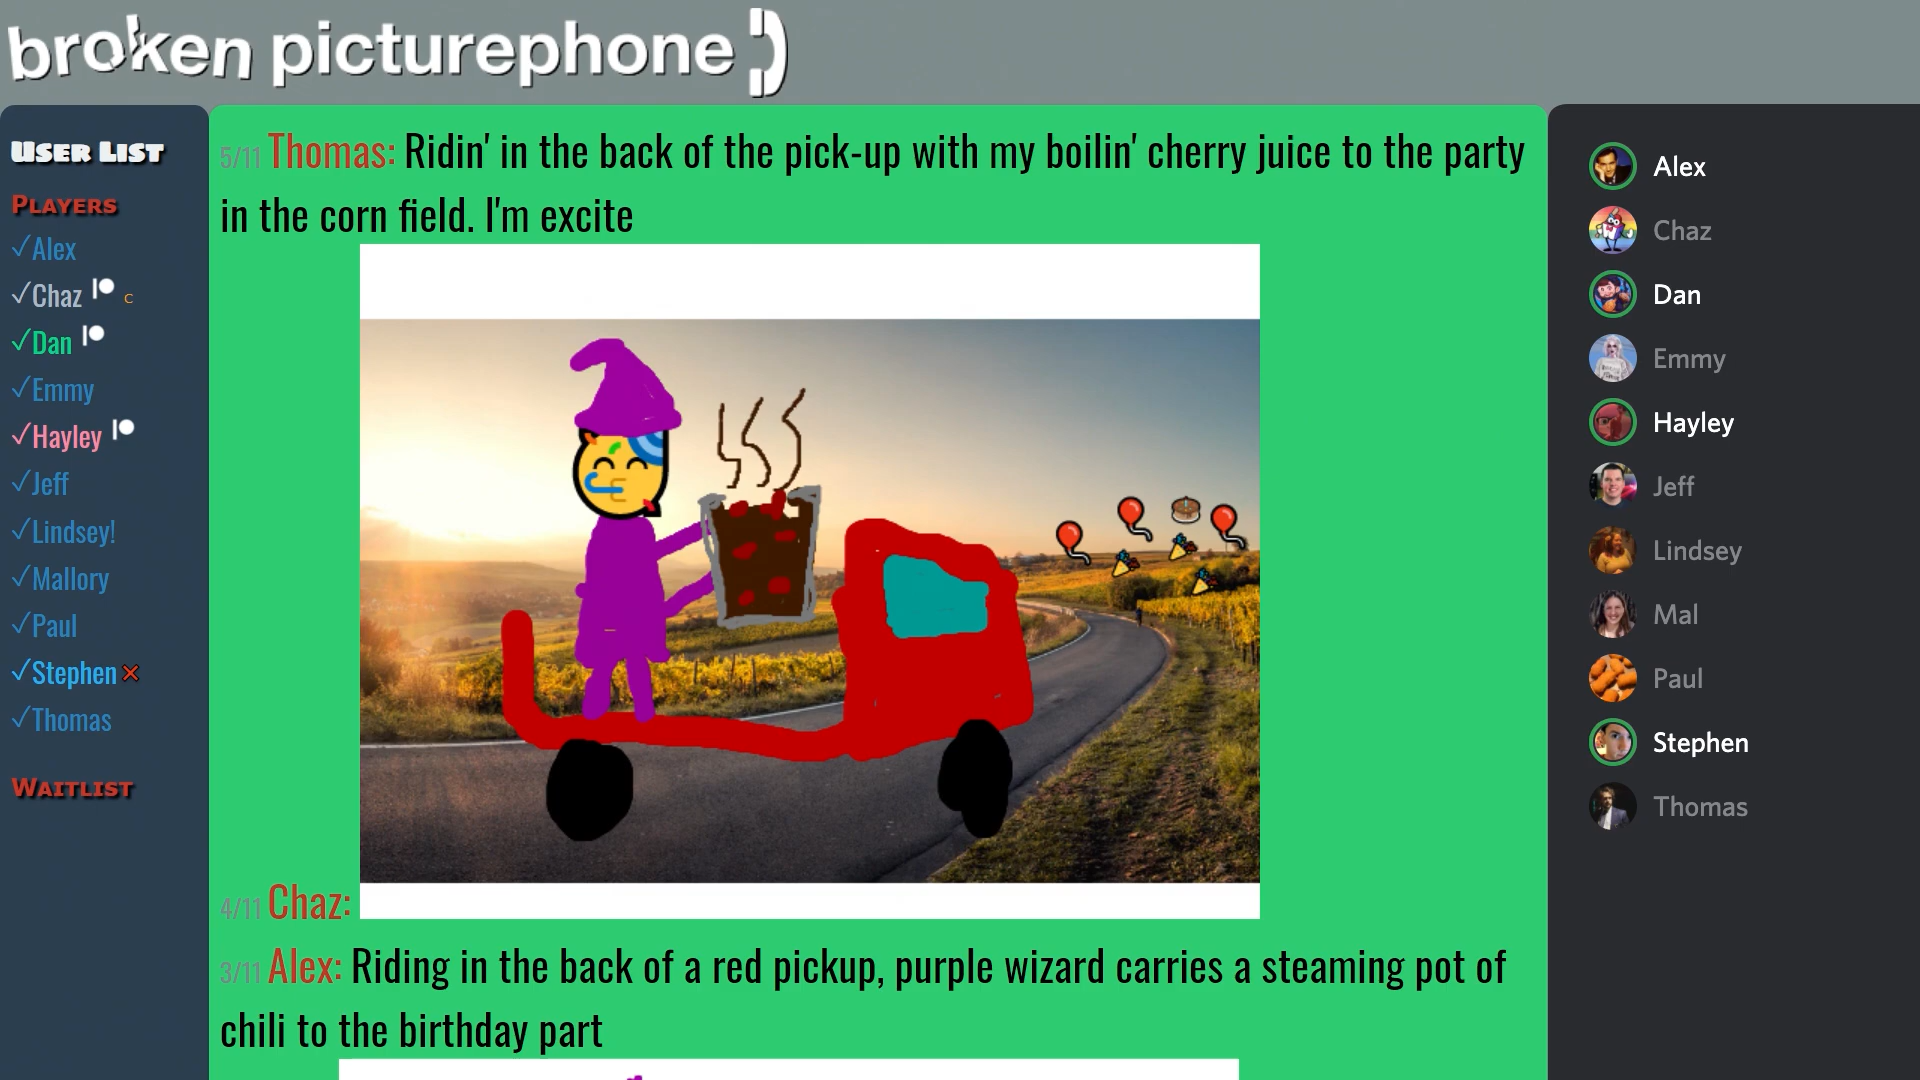 broken picturephone
User List
Players
✓Alex
✓Chaz C
✓Dan
✓Emmy
✓Hayley
✓Jeff
✓Lindsey!
✓Mallory
✓Paul
✓Stephen
✓Thomas
Waitlist
5/11 Thomas: Ridin' in the back of the pick-up with my boilin' cherry juice to the party
in the corn field. I'm excite
4/11 Chaz:
3/11 Alex: Riding in the back of a red pickup, purple wizard carries a steaming pot of
chili to the birthday part
Alex
Chaz
Dan
Emmy
Hayley
Jeff
Lindsey
Mal
Paul
Stephen
Thomas